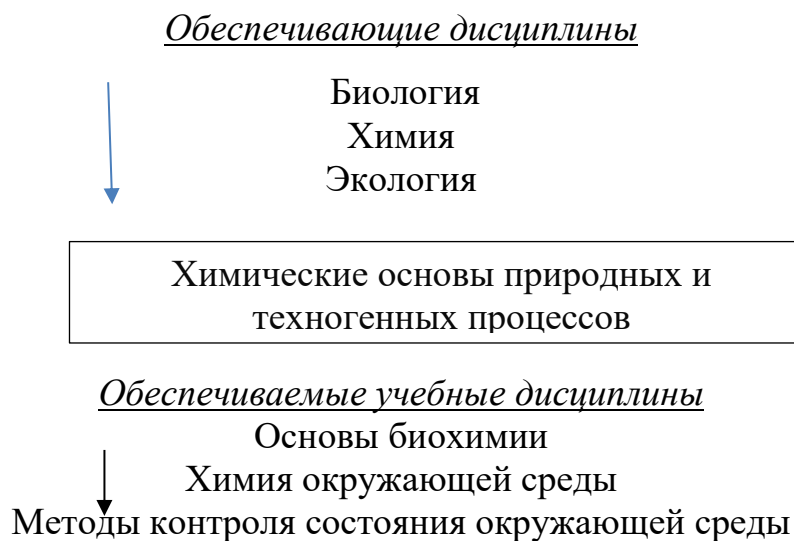 Обеспечивающие дисциплины
Биология
Химия
Экология
Химические основы природных и
техногенных процессов
Обеспечиваемые учебные дисциплины
Основы биохимии
Химия окружающей среды
Методы контроля состояния окружающей среды